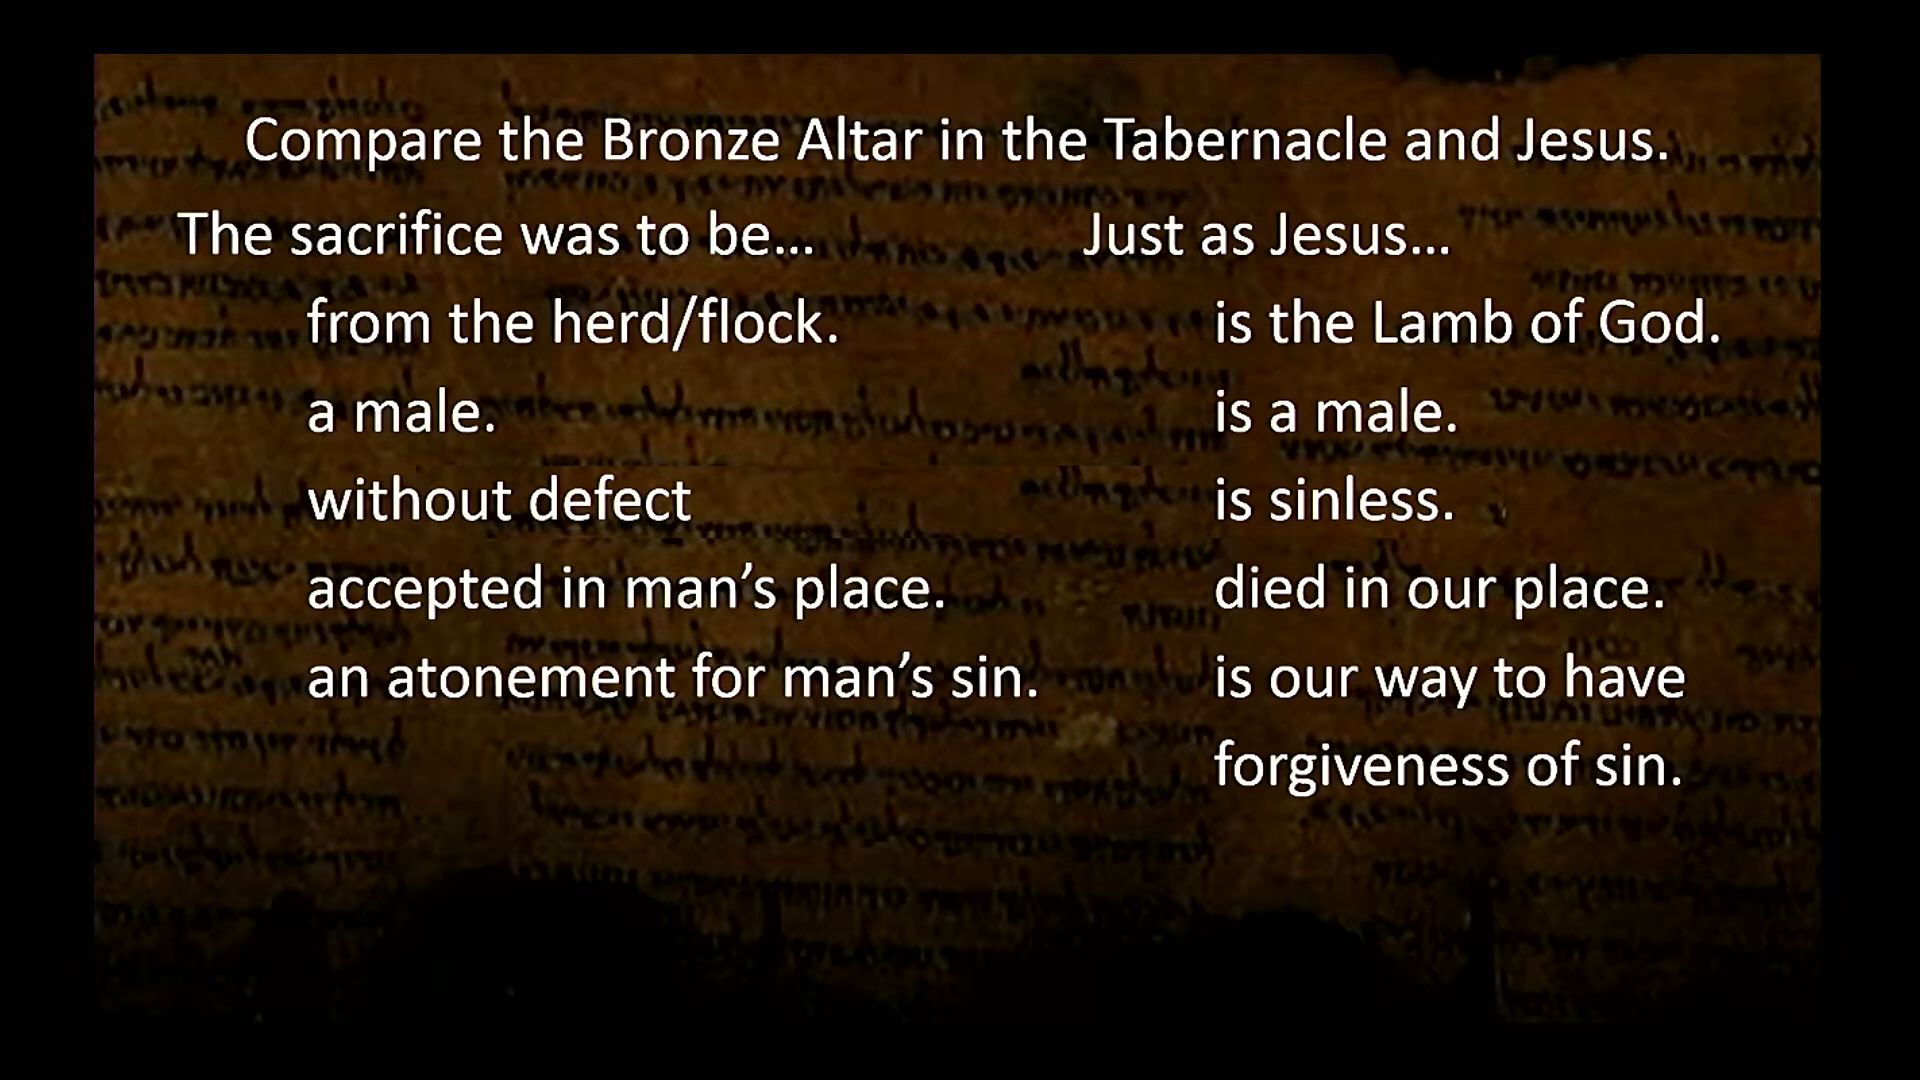 Compare the Bronze Altar in the Tabernacle and Jesus.
The sacrifice was to be…
from the herd/flock.
a male.
without defect
accepted in man’s place.
an atonement for man’s sin.
Just as Jesus…
is the Lamb of God.
is a male.
is sinless.
died in our place.
is our way to have
forgiveness of sin.